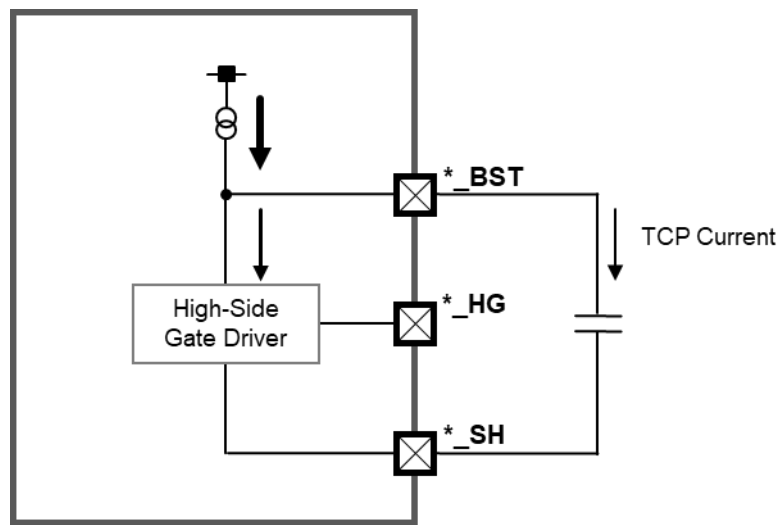 *_BST
TCP Current
High-Side
Gate Driver
*_HG
*_SH